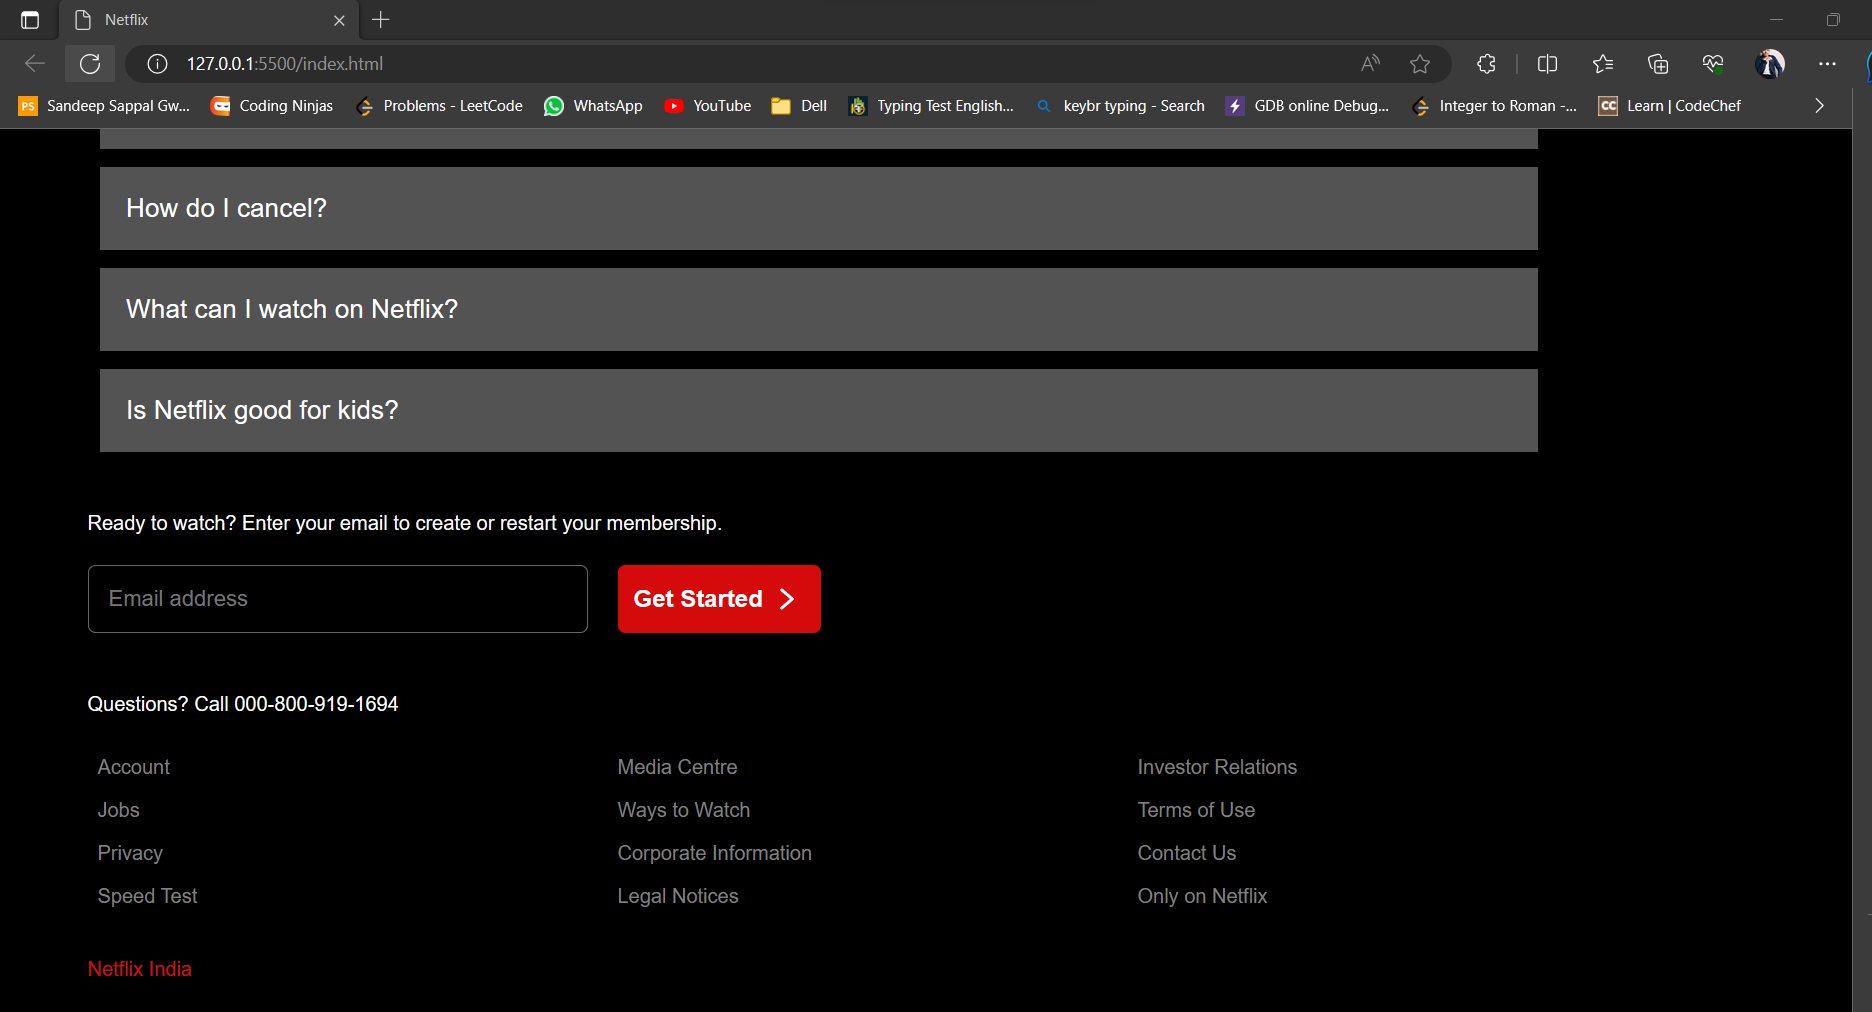 Netflix
127.0.0.1:5500/index.html
PS Sandeep Sappal Gw... Coding Ninjas Problems - LeetCode WhatsApp YouTube Dell Typing Test English... keybr typing - Search GDB online Debug... Integer to Roman -... CC Learn | CodeChef
How do I cancel?
What can I watch on Netflix?
Is Netflix good for kids?
Ready to watch? Enter your email to create or restart your membership.
Email address
Get Started
Questions? Call 000-800-919-1694
Account Media Centre Investor Relations
Jobs Ways to Watch Terms of Use
Privacy Corporate Information Contact Us
Speed Test Legal Notices Only on Netflix
Netflix India